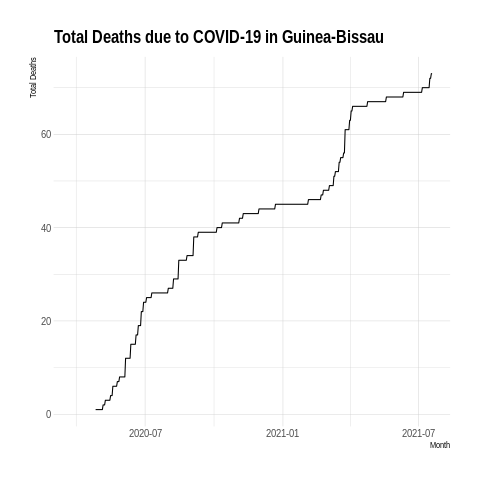 Total Deaths due to COVID-19 in Guinea-Bissau
Total Deaths
60
40
20
0
2020-07 2021-01 2021-07
Month